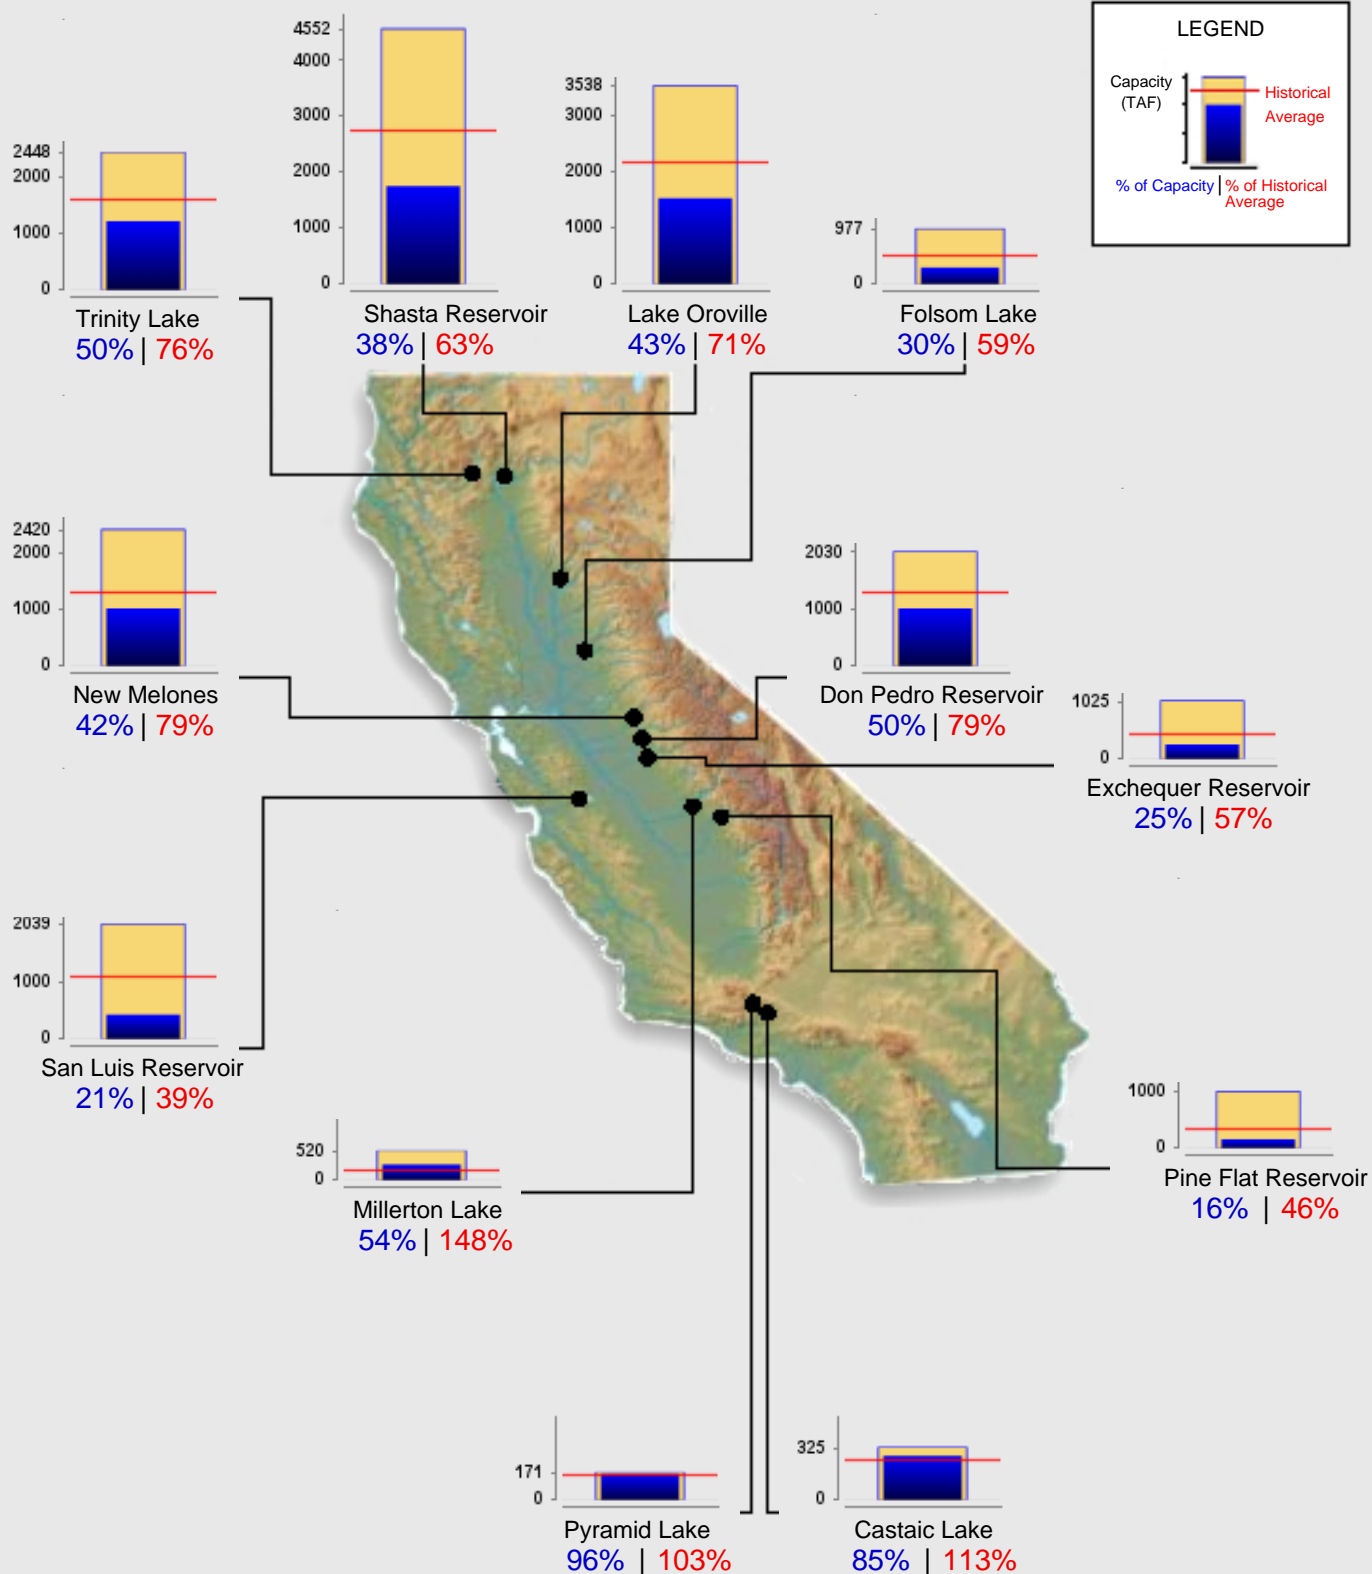 LEGEND
Capacity
(TAF)
Historical
Average
% of Capacity | % of Historical
Average
4552
4000
3000
2000
1000
0
Shasta Reservoir
38% | 63%
3538
3000
2000
1000
0
Lake Oroville
43% | 71%
2448
2000
1000
0
Trinity Lake
50% | 76%
977
0
Folsom Lake
30% | 59%
2420
2000
1000
0
New Melones
42% | 79%
2030
1000
0
Don Pedro Reservoir
50% | 79%
1025
0
Exchequer Reservoir
25% | 57%
2039
1000
0
San Luis Reservoir
21% | 39%
520
0
Millerton Lake
54% | 148%
1000
0
Pine Flat Reservoir
16% | 46%
171
0
Pyramid Lake
96% | 103%
325
0
Castaic Lake
85% | 113%